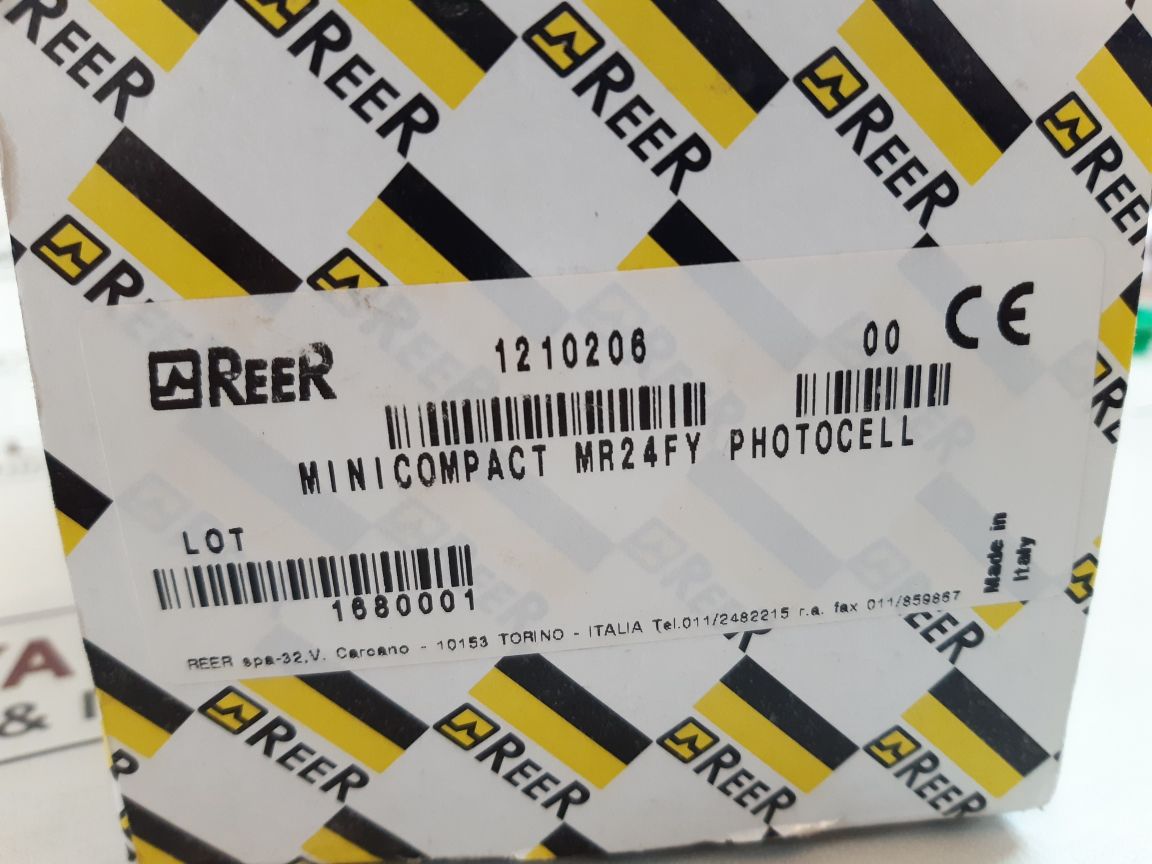 REER
REER
REER
REER
REER
REER
REER 1210206 00 CE
MINICOMPACT MR24FY PHOTOCELL
LOT
1680001
Made in
Italy
REER spa-32,V. Carcano - 10153 TORINO - ITALIA Tel.011/2482215 r.a. fax 011/859867
REER
REER
REER
REER